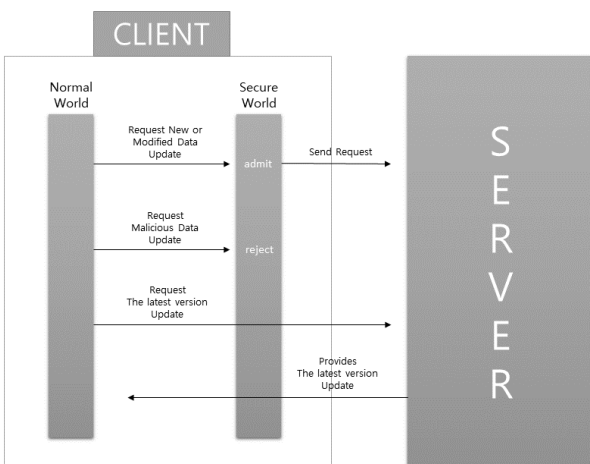 CLIENT
Normal
World
Secure
World
Request New or
Modified Data
Update
admit
Send Request
Request
Malicious Data
Update
reject
Request
The latest version
Update
Provides
The latest version
Update
S
E
R
V
E
R